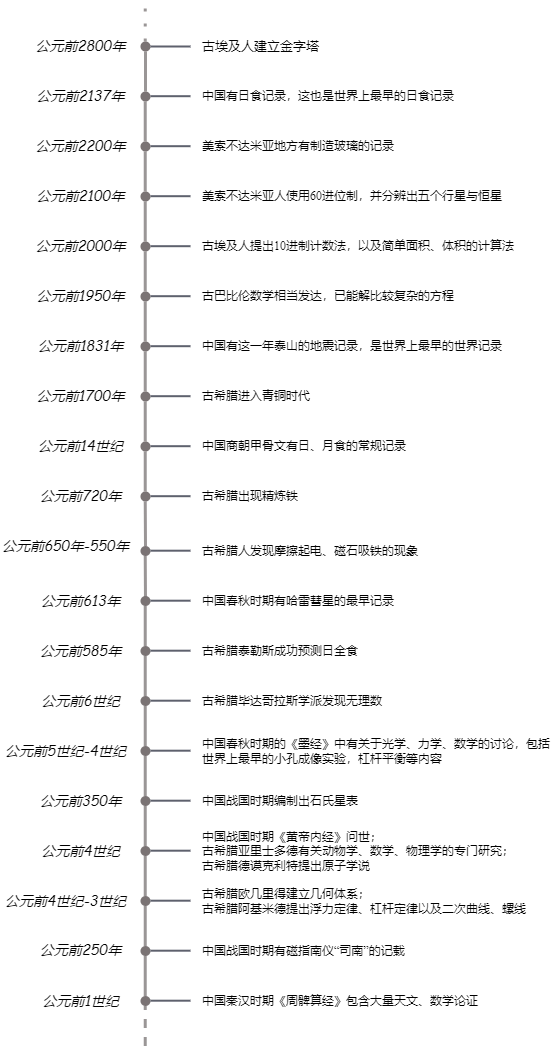 公元前2800年 古埃及人建立金字塔
公元前2137年 中国有日食记录，这也是世界上最早的日食记录
公元前2200年 美索不达米亚地方有制造玻璃的记录
公元前2100年 美索不达米亚人使用60进位制，并分辨出五个行星与恒星
公元前2000年 古埃及人提出10进制计数法，以及简单面积、体积的计算法
公元前1950年 古巴比伦数学相当发达，已能解比较复杂的方程
公元前1831年 中国有这一年泰山的地震记录，是世界上最早的世界记录
公元前1700年 古希腊进入青铜时代
公元前14世纪 中国商朝甲骨文有日、月食的常规记录
公元前720年 古希腊出现精炼铁
公元前650年-550年 古希腊人发现摩擦起电、磁石吸铁的现象
公元前613年 中国春秋时期有哈雷彗星的最早记录
公元前585年 古希腊泰勒斯成功预测日全食
公元前6世纪 古希腊毕达哥拉斯学派发现无理数
公元前5世纪-4世纪 中国春秋时期的《墨经》中有关于光学、力学、数学的讨论，包括
世界上最早的小孔成像实验，杠杆平衡等内容
公元前350年 中国战国时期编制出石氏星表
公元前4世纪 中国战国时期《黄帝内经》问世；
古希腊亚里士多德有关动物学、数学、物理学的专门研究；
古希腊德谟克利特提出原子学说
公元前4世纪-3世纪 古希腊欧几里得建立几何体系；
古希腊阿基米德提出浮力定律、杠杆定律以及二次曲线、螺线
公元前250年 中国战国时期有磁指南仪“司南”的记载
公元前1世纪 中国秦汉时期《周髀算经》包含大量天文、数学论证